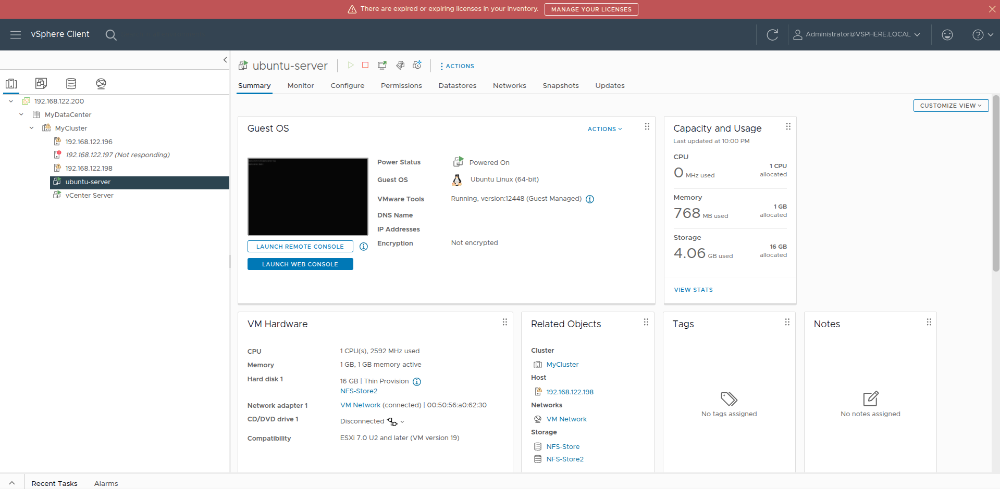 There are expired or expiring licenses in your inventory. MANAGE YOUR LICENSES
vSphere Client
Administrator@VSPHERE.LOCAL
192.168.122.200
MyDataCenter
MyCluster
192.168.122.196
192.168.122.197 (Not responding)
192.168.122.198
ubuntu-server
vCenter Server
ubuntu-server
ACTIONS
Summary Monitor Configure Permissions Datastores Networks Snapshots Updates
CUSTOMIZE VIEW
Guest OS
ACTIONS
Power Status Powered On
Guest OS Ubuntu Linux (64-bit)
VMware Tools Running, version:12448 (Guest Managed)
DNS Name
IP Addresses
Encryption Not encrypted
LAUNCH REMOTE CONSOLE
LAUNCH WEB CONSOLE
Capacity and Usage
Last updated at 10:00 PM
CPU
0 MHz used
1 CPU
allocated
Memory
768 MB used
1 GB
allocated
Storage
4.06 GB used
16 GB
allocated
VIEW STATS
VM Hardware
CPU 1 CPU(s), 2592 MHz used
Memory 1 GB, 1 GB memory active
Hard disk 1 16 GB | Thin Provision
NFS-Store2
Network adapter 1 VM Network (connected) | 00:50:56:a0:62:30
CD/DVD drive 1 Disconnected
Compatibility ESXi 7.0 U2 and later (VM version 19)
Related Objects
Cluster
MyCluster
Host
192.168.122.198
Networks
VM Network
Storage
NFS-Store
NFS-Store2
Tags
No tags assigned
Notes
No notes assigned
Recent Tasks Alarms